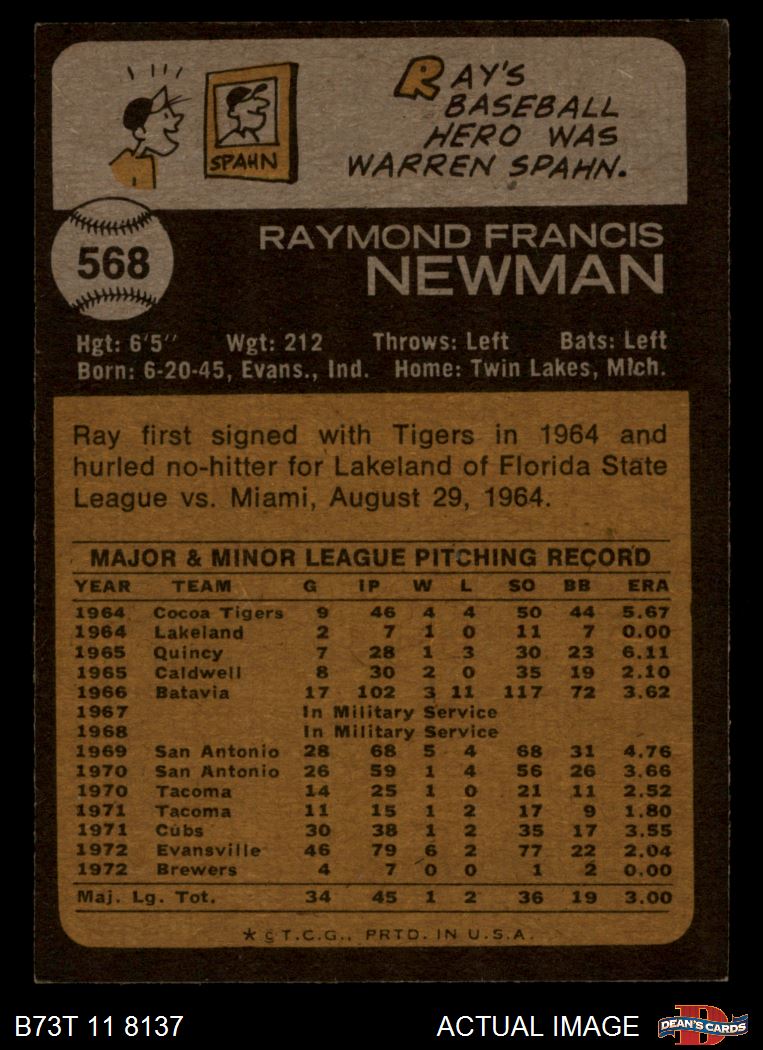 RAY'S
BASEBALL
HERO WAS
WARREN SPAHN.
SPAHN
568
RAYMOND FRANCIS
NEWMAN
Hgt: 6'5" Wgt: 212 Throws: Left Bats: Left
Born: 6-20-45, Evans., Ind. Home: Twin Lakes, Mich.
Ray first signed with Tigers in 1964 and
hurled no-hitter for Lakeland of Florida State
League vs. Miami, August 29, 1964.
MAJOR & MINOR LEAGUE PITCHING RECORD
YEAR TEAM G IP W L SO BB ERA
1964 Cocoa Tigers 9 46 4 4 50 44 5.67
1964 Lakeland 2 7 1 0 11 7 0.00
1965 Quincy 7 28 1 3 30 23 6.11
1965 Caldwell 8 30 2 0 35 19 2.10
1966 Batavia 17 102 3 11 117 72 3.62
1967 In Military Service
1968 In Military Service
1969 San Antonio 28 68 5 4 68 31 4.76
1970 San Antonio 26 59 1 4 56 26 3.66
1970 Tacoma 14 25 1 0 21 11 2.52
1971 Tacoma 11 15 1 2 17 9 1.80
1971 Cubs 30 38 1 2 35 17 3.55
1972 Evansville 46 79 6 2 77 22 2.04
1972 Brewers 4 7 0 0 1 2 0.00
Maj. Lg. Tot. 34 45 1 2 36 19 3.00
* © T.C.G., PRTD. IN U.S.A.
B73T 11 8137
ACTUAL IMAGE
DEAN'S CARDS